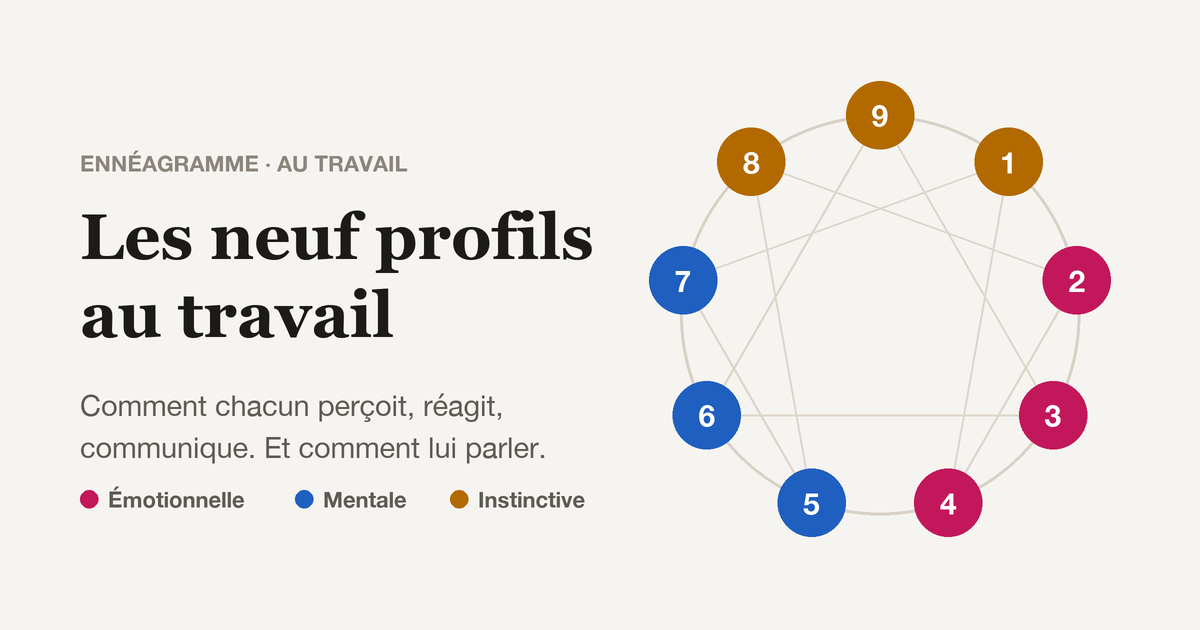 ENNÉAGRAMME · AU TRAVAIL
Les neuf profils
au travail
Comment chacun perçoit, réagit,
communique. Et comment lui parler.
Émotionnelle
Mentale
Instinctive
9
8
1
7
2
6
3
5
4